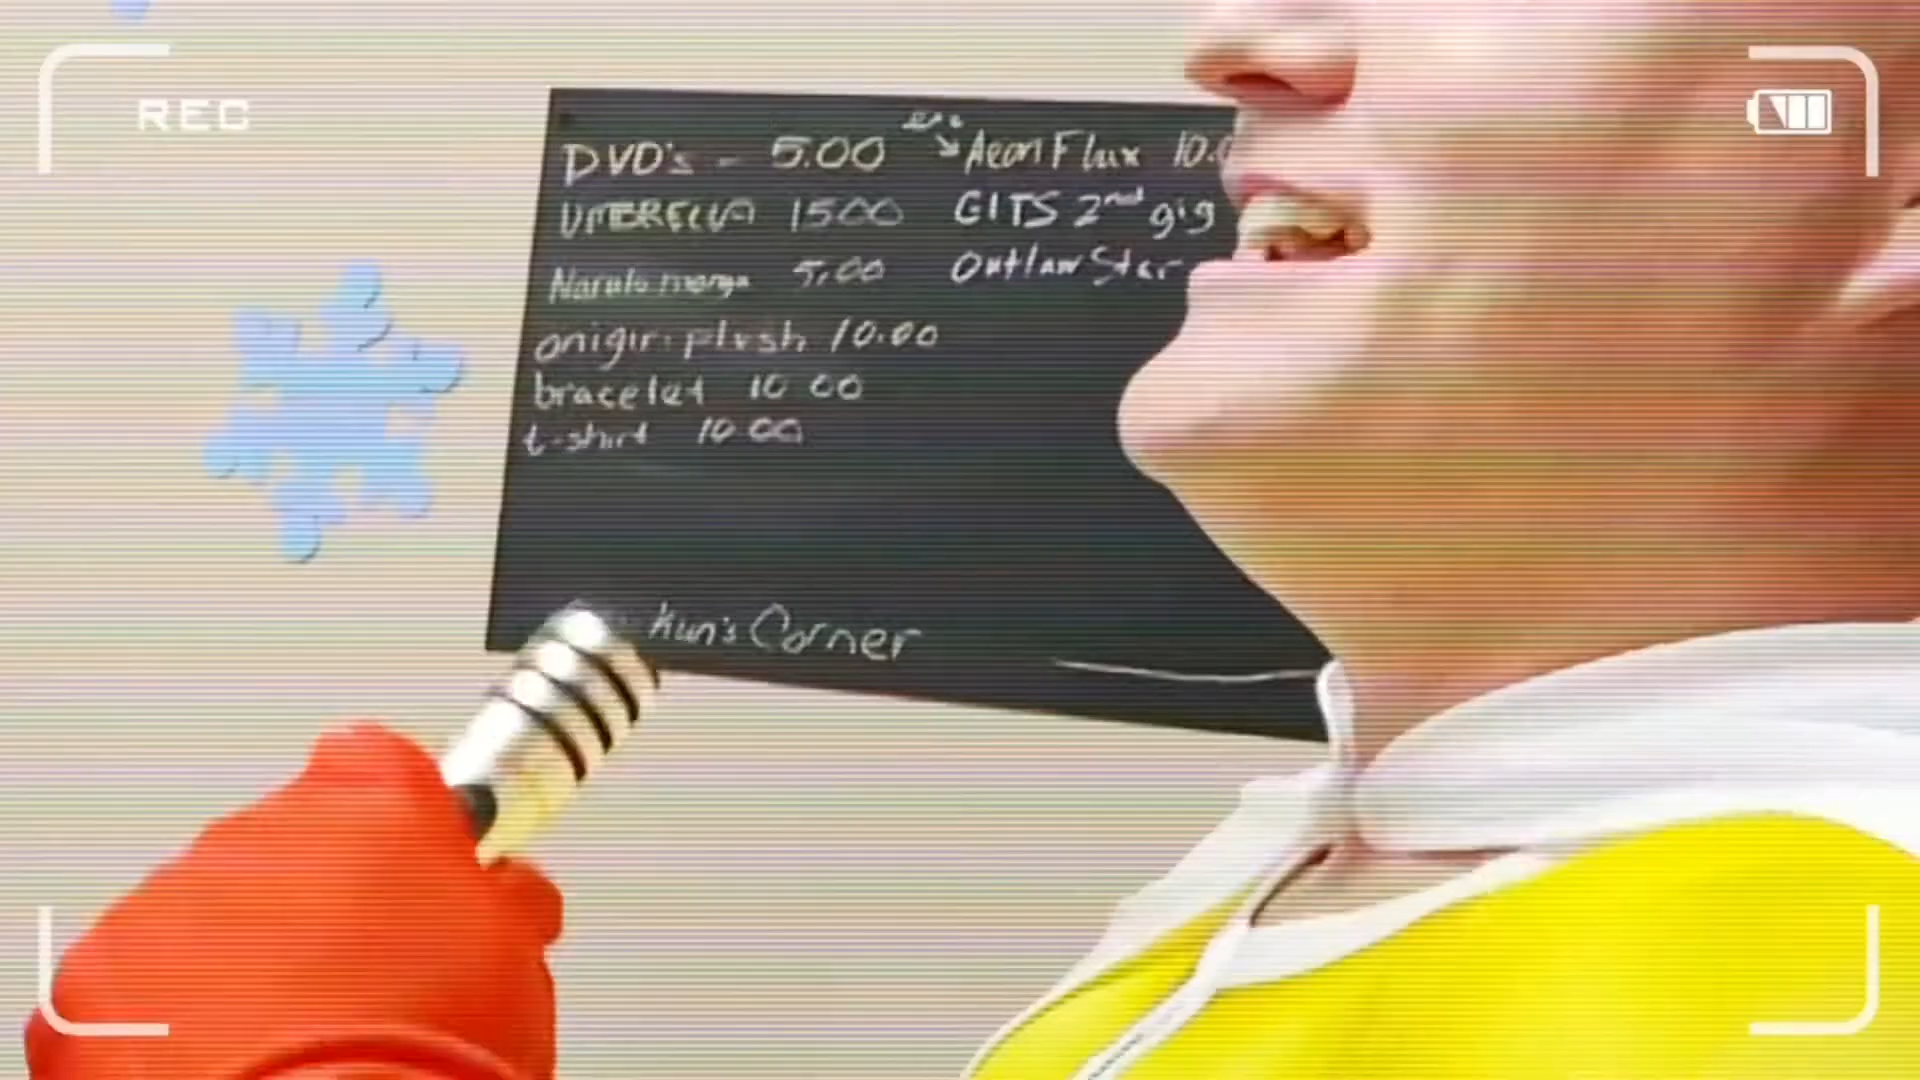 REC
DVD's - 5.00
UMBRELLA 15.00
Naruto manga 5.00
onigiri plush 10.00
bracelet 10.00
t-shirt 10.00
Aeon Flux 10.0
GITS 2nd gig
Outlaw Star
kun's Corner